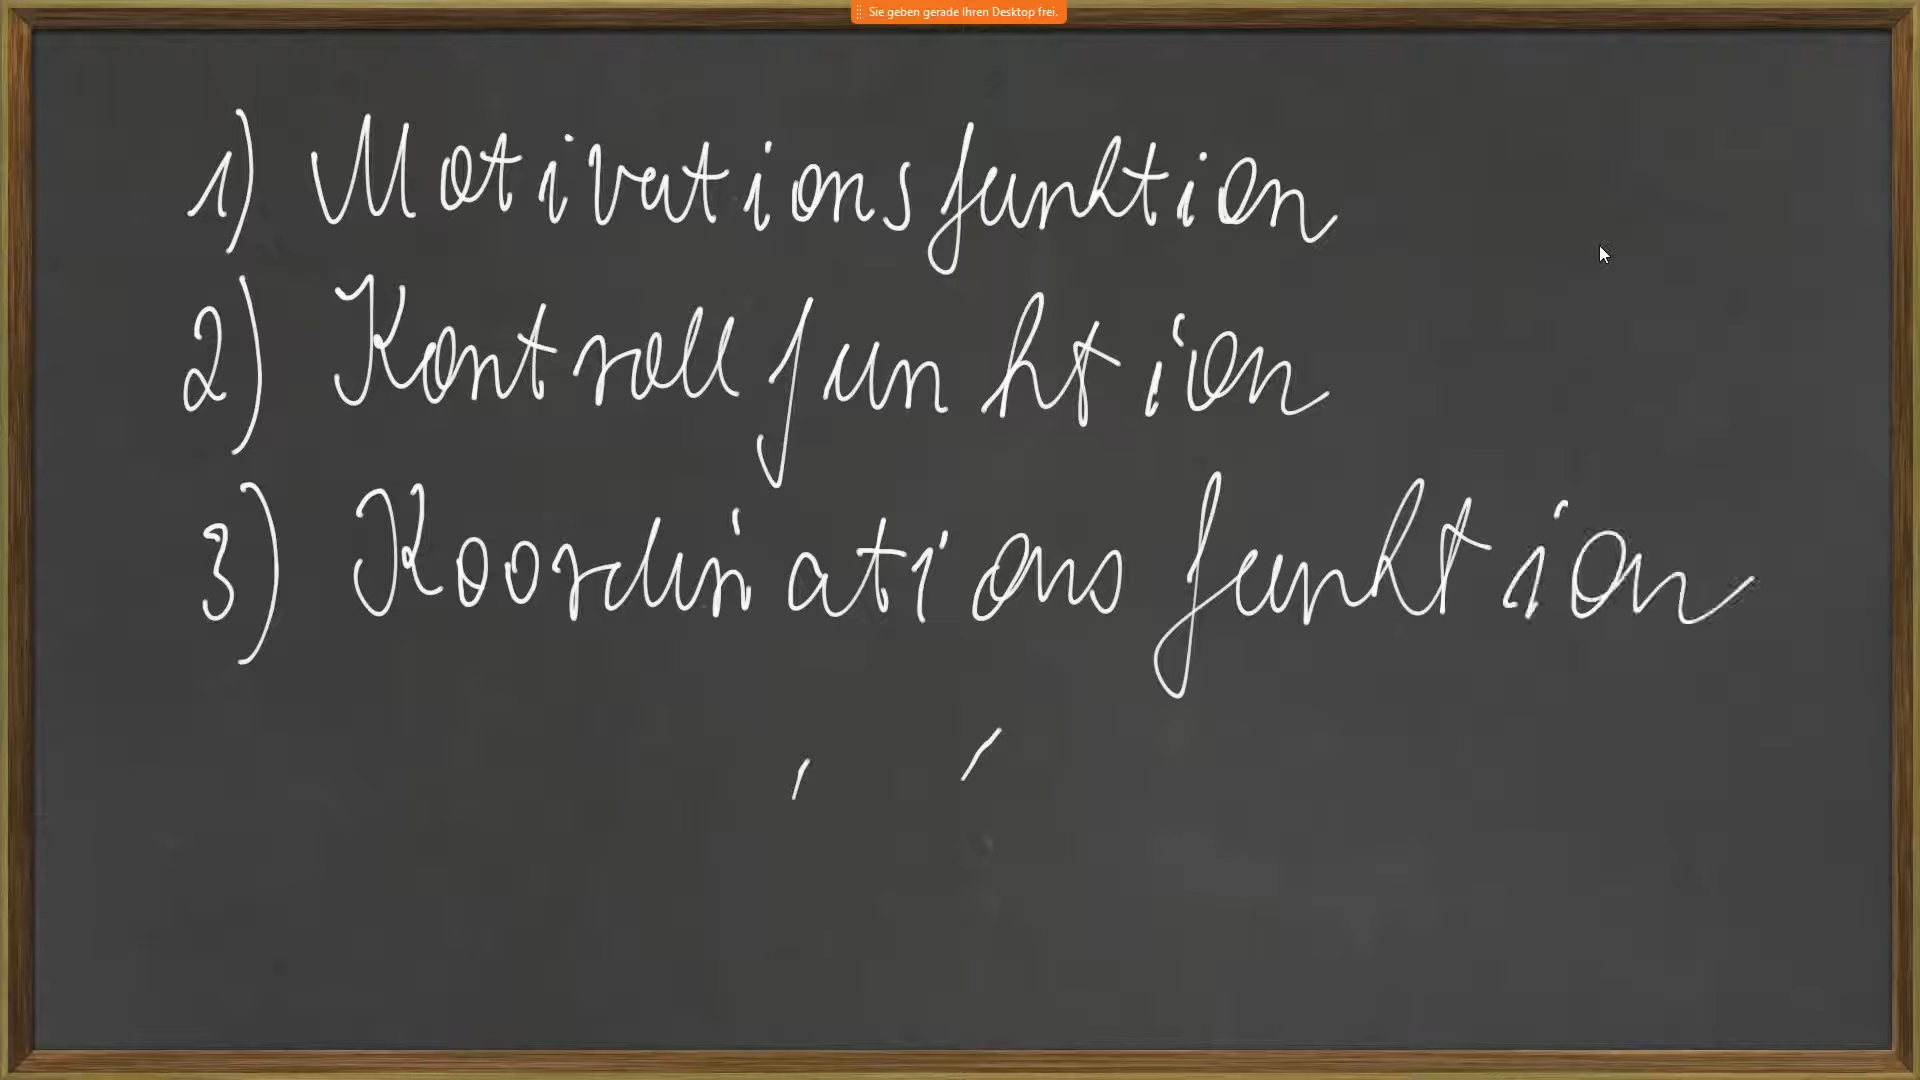 Sie geben gerade Ihren Desktop frei.
1) Motivationsfunktion
2) Kontrollfunktion
3) Koordinationsfunktion